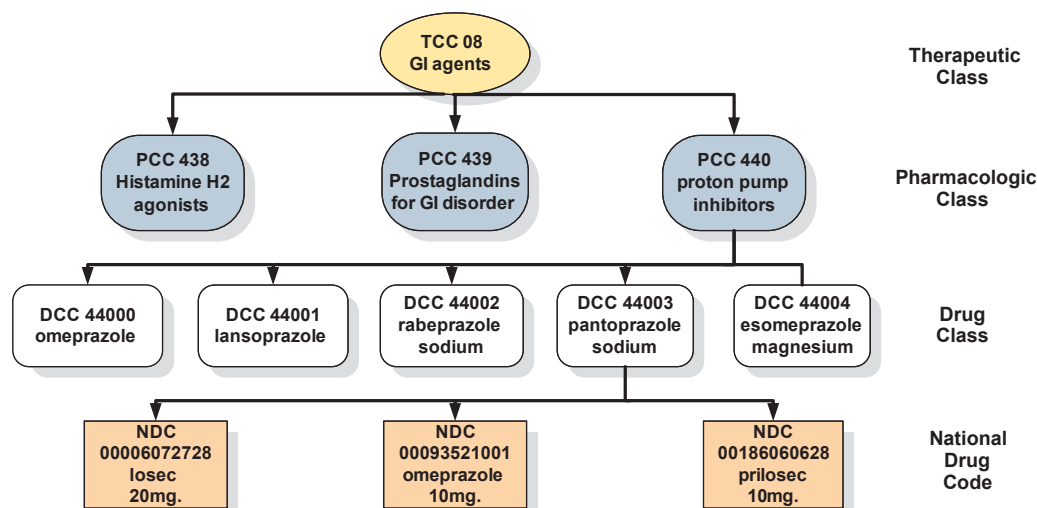 TCC 08
GI agents
Therapeutic
Class
PCC 438
Histamine H2
agonists
PCC 439
Prostaglandins
for GI disorder
PCC 440
proton pump
inhibitors
Pharmacologic
Class
DCC 44000
omeprazole
DCC 44001
lansoprazole
DCC 44002
rabeprazole
sodium
DCC 44003
pantoprazole
sodium
DCC 44004
esomeprazole
magnesium
Drug
Class
NDC
00006072728
losec
20mg.
NDC
00093521001
omeprazole
10mg.
NDC
00186060628
prilosec
10mg.
National
Drug
Code